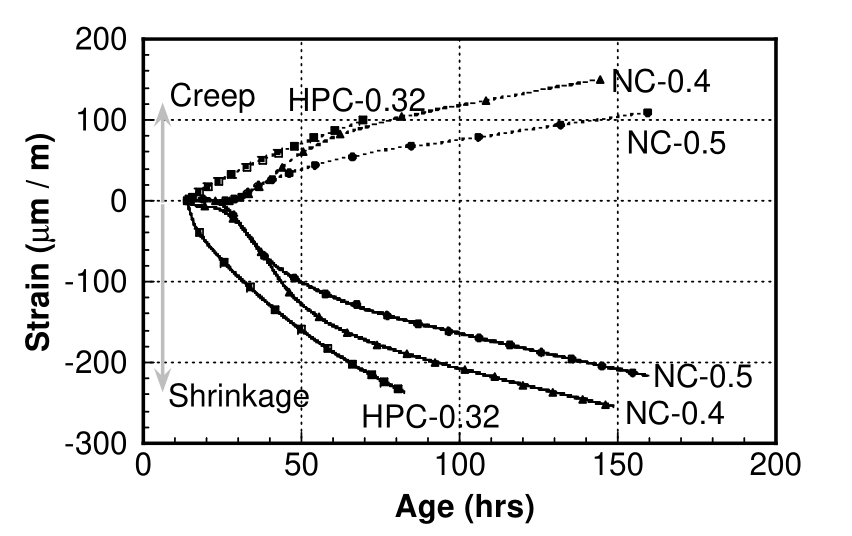 200
Creep
HPC-0.32
NC-0.4
100
NC-0.5
0
Strain (µm / m)
-100
-200
Shrinkage
NC-0.5
HPC-0.32
NC-0.4
-300
0 50 100 150 200
Age (hrs)